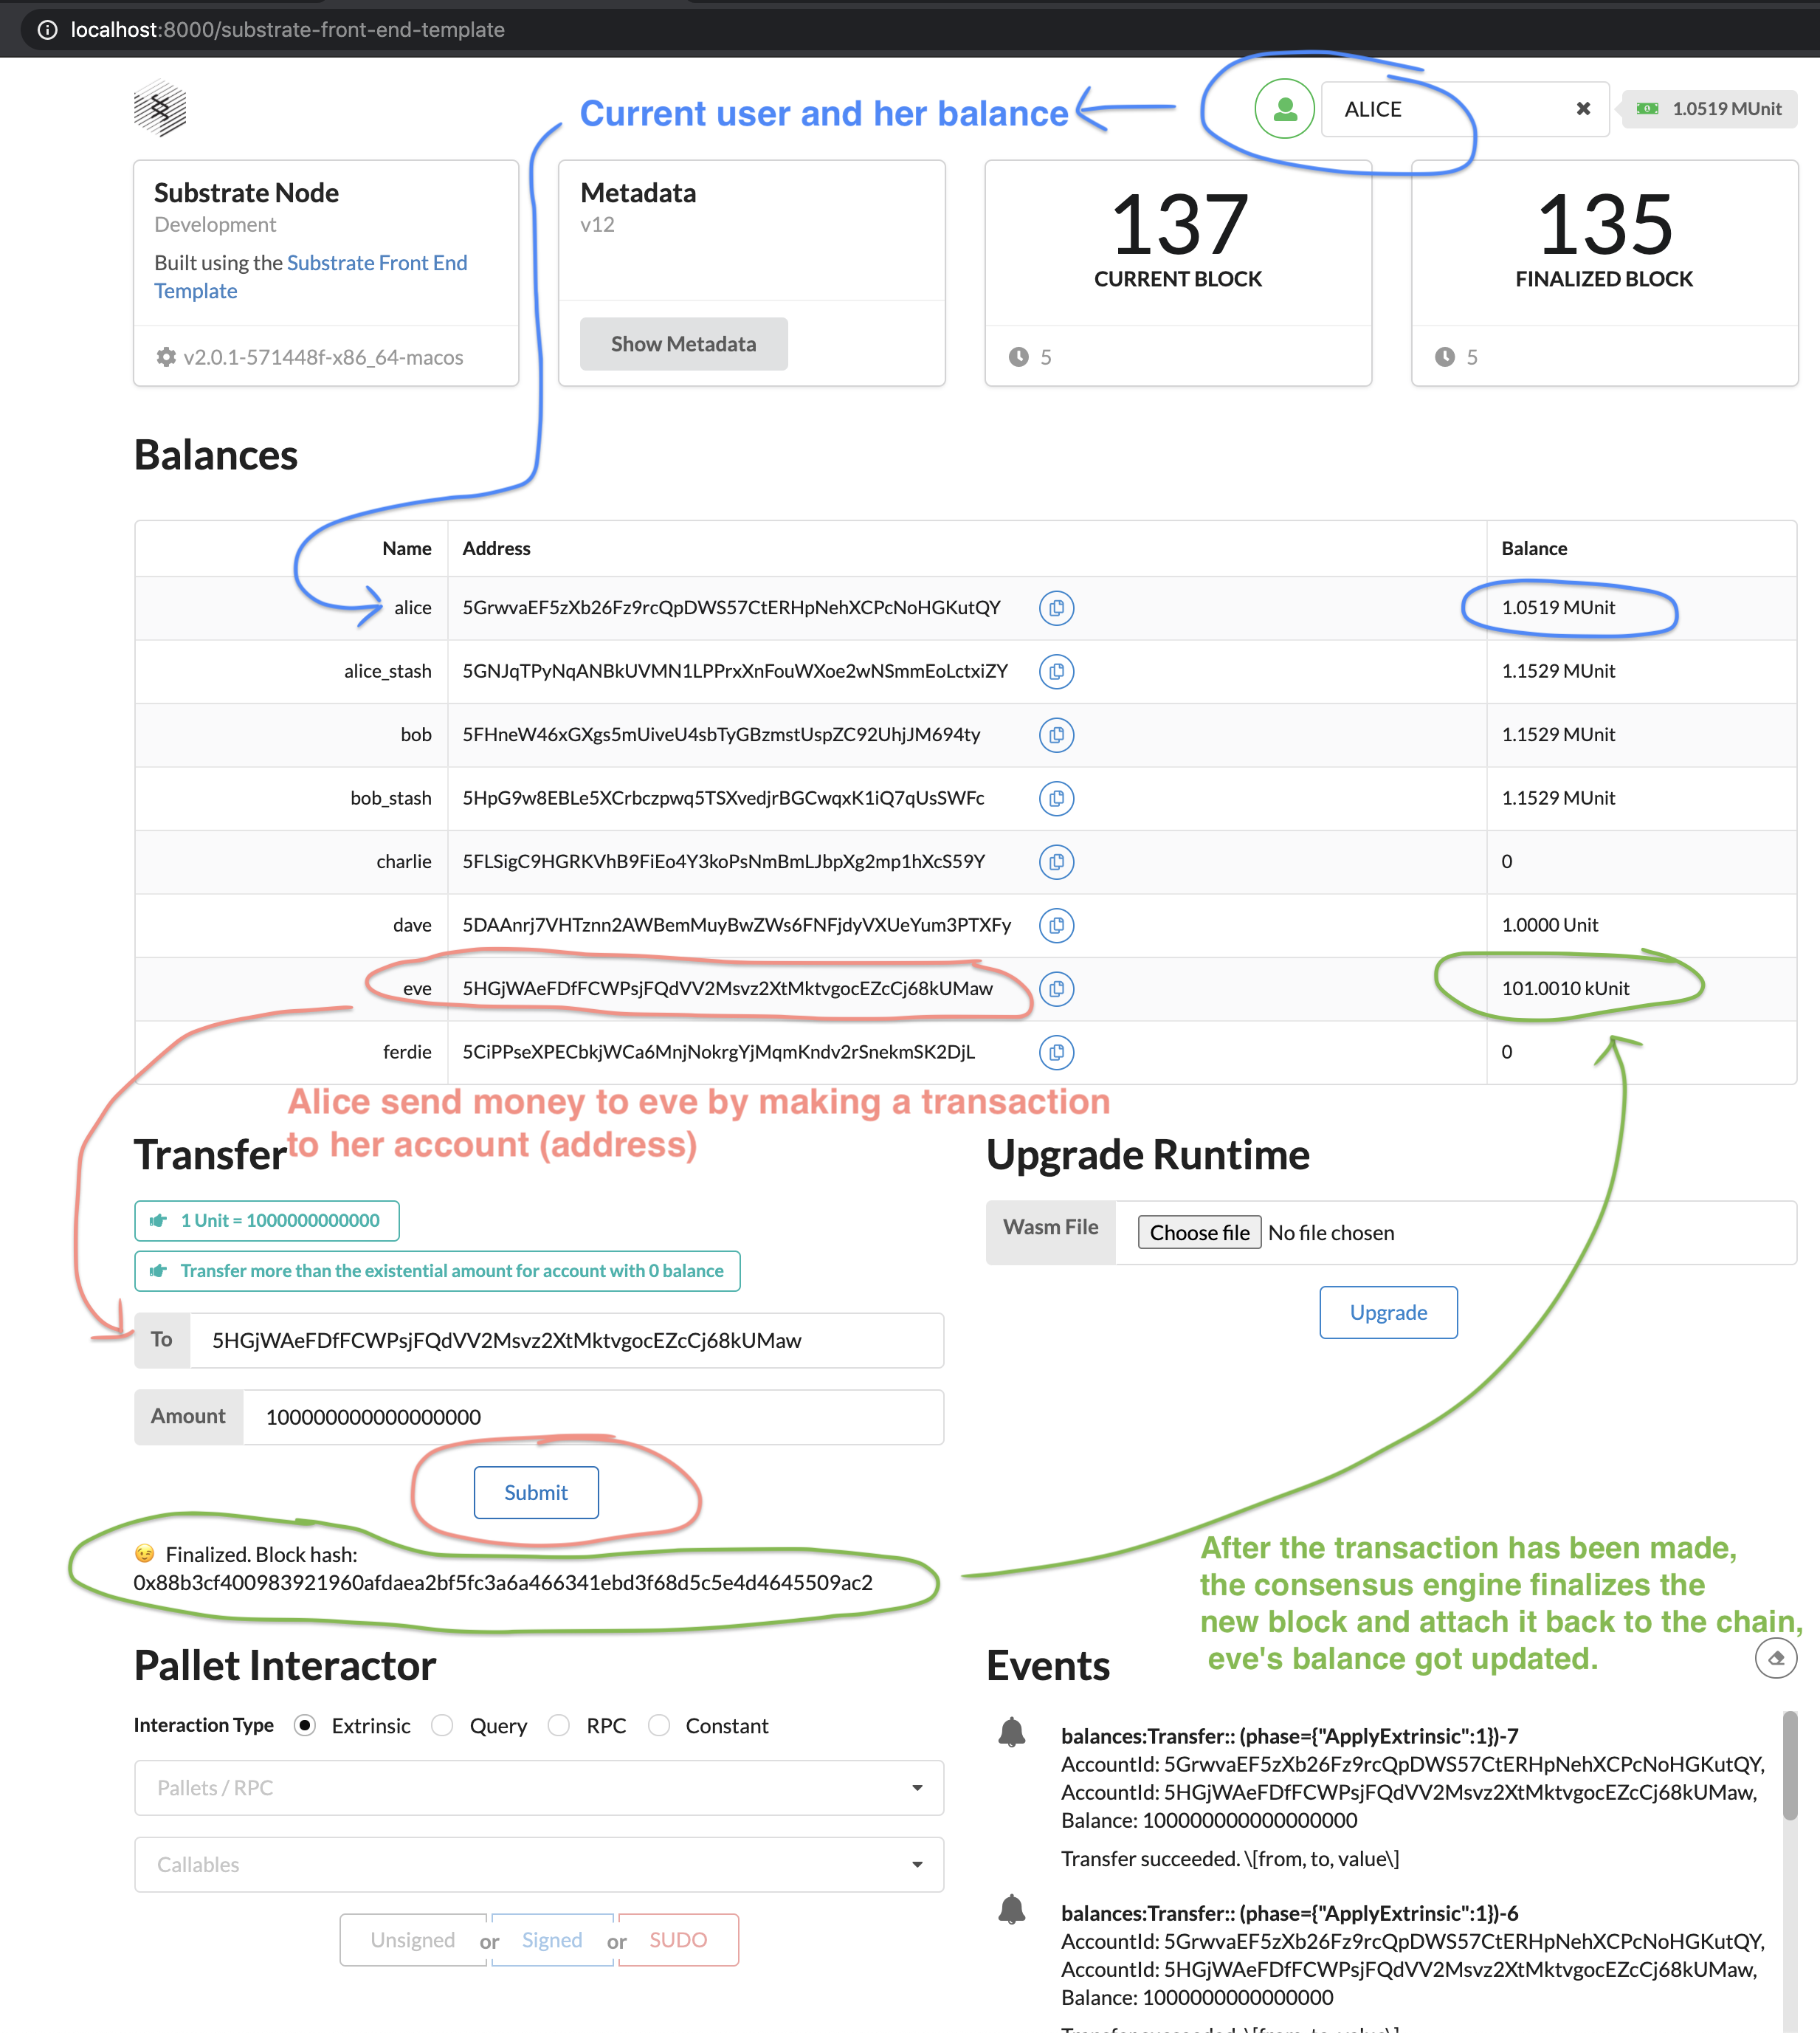 localhost:8000/substrate-front-end-template
Current user and her balance
ALICE
1.0519 MUnit
Substrate Node
Development
Built using the Substrate Front End
Template
v2.0.1-571448f-x86_64-macos
Metadata
v12
Show Metadata
137
CURRENT BLOCK
5
135
FINALIZED BLOCK
5
Balances
Name Address Balance
alice 5GrwvaEF5zXb26Fz9rcQpDWS57CtERHpNehXCPcNoHGKutQY 1.0519 MUnit
alice_stash 5GNJqTPyNqANBkUVMN1LPPrxXnFouWXoe2wNSmmEoLctxiZY 1.1529 MUnit
bob 5FHneW46xGXgs5mUiveU4sbTyGBzmstUspZC92UhjJM694ty 1.1529 MUnit
bob_stash 5HpG9w8EBLe5XCrbczpwq5TSXvedjrBGCwqxK1iQ7qUsSWFc 1.1529 MUnit
charlie 5FLSigC9HGRKVhB9FiEo4Y3koPsNmBmLJbpXg2mp1hXcS59Y 0
dave 5DAAnrj7VHTznn2AWBemMuyBwZWs6FNFjdyVXUeYum3PTXFy 1.0000 Unit
eve 5HGjWAeFDfFCWPsjFQdVV2Msvz2XtMktvgocEZcCj68kUMaw 101.0010 kUnit
ferdie 5CiPPseXPECbkjWCa6MnjNokrgYjMqmKndv2rSnekmSK2DjL 0
Alice send money to eve by making a transaction
to her account (address)
Transfer
1 Unit = 1000000000000
Transfer more than the existential amount for account with 0 balance
To 5HGjWAeFDfFCWPsjFQdVV2Msvz2XtMktvgocEZcCj68kUMaw
Amount 100000000000000000
Submit
Finalized. Block hash:
0x88b3cf400983921960afdaea2bf5fc3a6a466341ebd3f68d5c5e4d4645509ac2
Upgrade Runtime
Wasm File Choose file No file chosen
Upgrade
After the transaction has been made,
the consensus engine finalizes the
new block and attach it back to the chain,
eve's balance got updated.
Pallet Interactor
Interaction Type Extrinsic Query RPC Constant
Pallets / RPC
Callables
Unsigned or Signed or SUDO
Events
balances:Transfer:: (phase={"ApplyExtrinsic":1})-7
AccountId: 5GrwvaEF5zXb26Fz9rcQpDWS57CtERHpNehXCPcNoHGKutQY,
AccountId: 5HGjWAeFDfFCWPsjFQdVV2Msvz2XtMktvgocEZcCj68kUMaw,
Balance: 100000000000000000
Transfer succeeded. \[from, to, value\]
balances:Transfer:: (phase={"ApplyExtrinsic":1})-6
AccountId: 5GrwvaEF5zXb26Fz9rcQpDWS57CtERHpNehXCPcNoHGKutQY,
AccountId: 5HGjWAeFDfFCWPsjFQdVV2Msvz2XtMktvgocEZcCj68kUMaw,
Balance: 1000000000000000